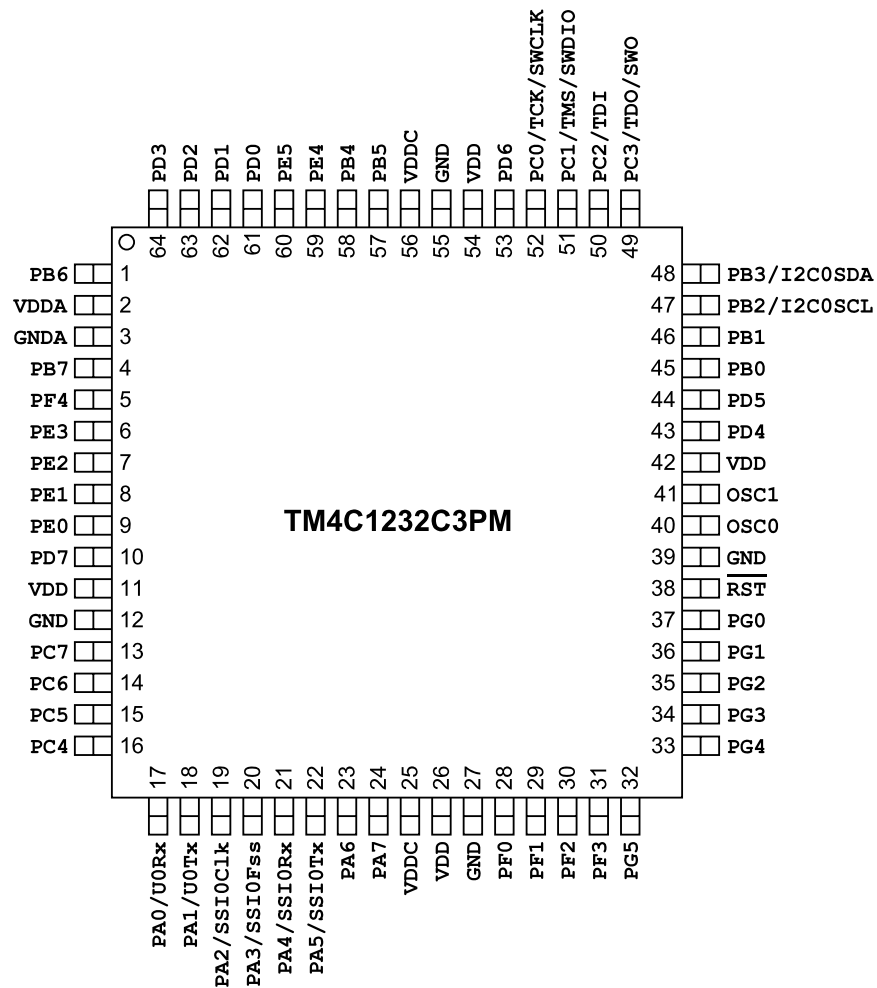 PD3
PD2
PD1
PD0
PE5
PE4
PB4
PB5
VDDC
GND
VDD
PD6
PC0/TCK/SWCLK
PC1/TMS/SWDIO
PC2/TDI
PC3/TDO/SWO
64
63
62
61
60
59
58
57
56
55
54
53
52
51
50
49
PB6 1
VDDA 2
GNDA 3
PB7 4
PF4 5
PE3 6
PE2 7
PE1 8
PE0 9
PD7 10
VDD 11
GND 12
PC7 13
PC6 14
PC5 15
PC4 16
TM4C1232C3PM
48 PB3/I2C0SDA
47 PB2/I2C0SCL
46 PB1
45 PB0
44 PD5
43 PD4
42 VDD
41 OSC1
40 OSC0
39 GND
38 RST
37 PG0
36 PG1
35 PG2
34 PG3
33 PG4
17
18
19
20
21
22
23
24
25
26
27
28
29
30
31
32
PA0/U0Rx
PA1/U0Tx
PA2/SSI0Clk
PA3/SSI0Fss
PA4/SSI0Rx
PA5/SSI0Tx
PA6
PA7
VDDC
VDD
GND
PF0
PF1
PF2
PF3
PG5